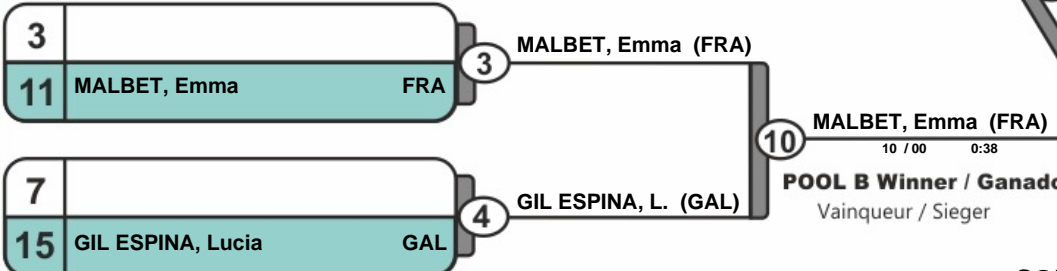 3
11 MALBET, Emma FRA
3
MALBET, Emma (FRA)
7
15 GIL ESPINA, Lucia GAL
4
GIL ESPINA, L. (GAL)
10
MALBET, Emma (FRA)
10 / 00 0:38
POOL B Winner / Ganado
Vainqueur / Sieger